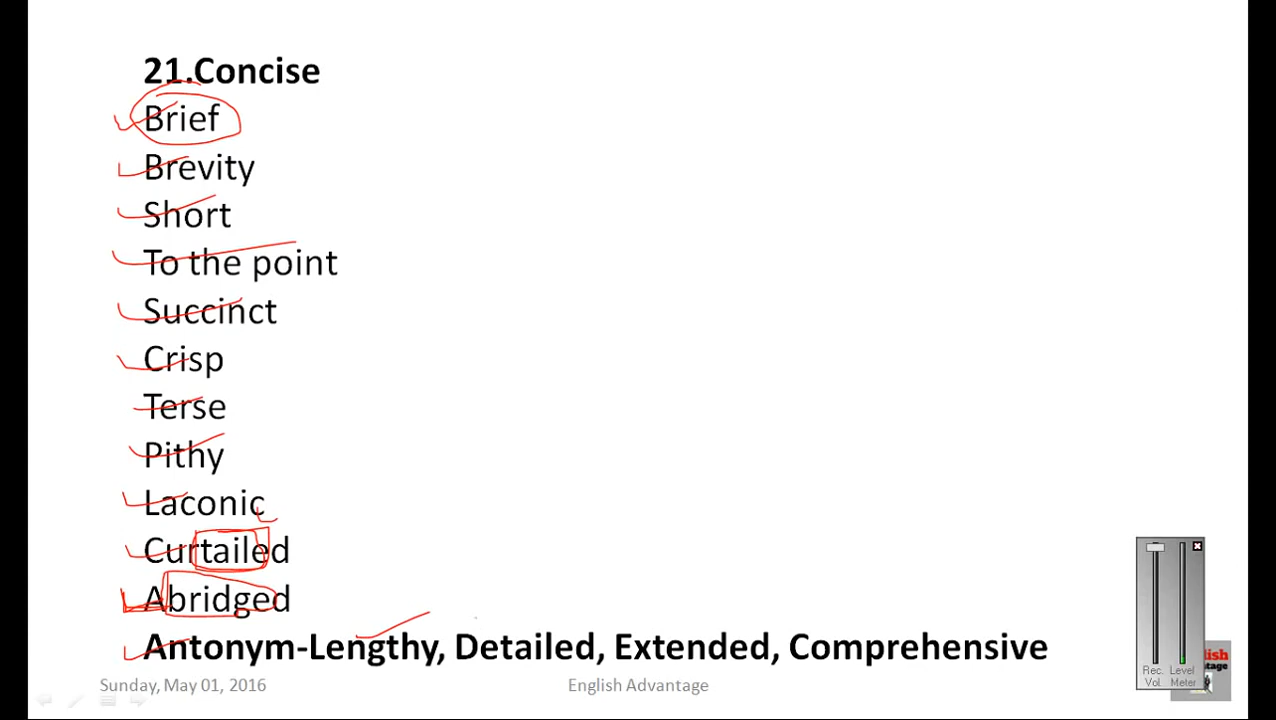 21.Concise
Brief
Brevity
Short
To the point
Succinct
Crisp
Terse
Pithy
Laconic
Curtailed
Abridged
Antonym-Lengthy, Detailed, Extended, Comprehensive
Sunday, May 01, 2016 English Advantage
Rec. Vol. Level Meter